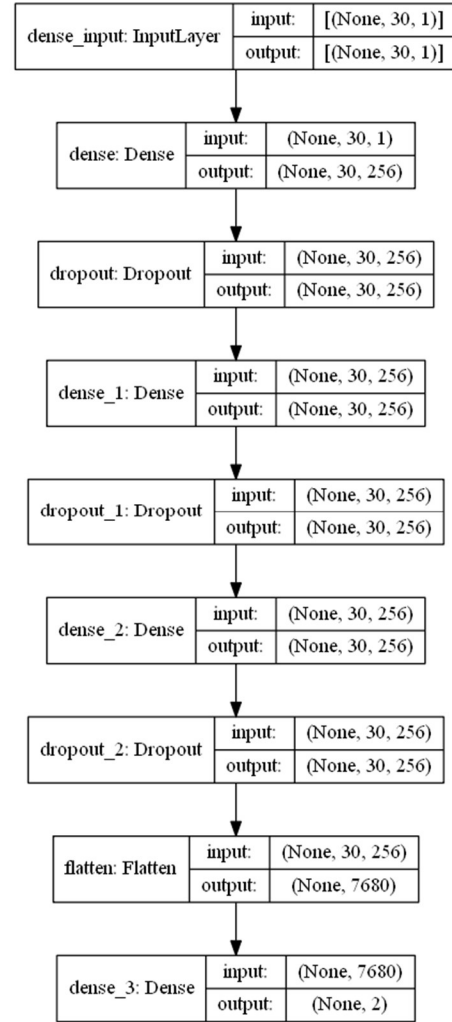 dense_input: InputLayer
input: [(None, 30, 1)]
output: [(None, 30, 1)]
dense: Dense
input: (None, 30, 1)
output: (None, 30, 256)
dropout: Dropout
input: (None, 30, 256)
output: (None, 30, 256)
dense_1: Dense
input: (None, 30, 256)
output: (None, 30, 256)
dropout_1: Dropout
input: (None, 30, 256)
output: (None, 30, 256)
dense_2: Dense
input: (None, 30, 256)
output: (None, 30, 256)
dropout_2: Dropout
input: (None, 30, 256)
output: (None, 30, 256)
flatten: Flatten
input: (None, 30, 256)
output: (None, 7680)
dense_3: Dense
input: (None, 7680)
output: (None, 2)